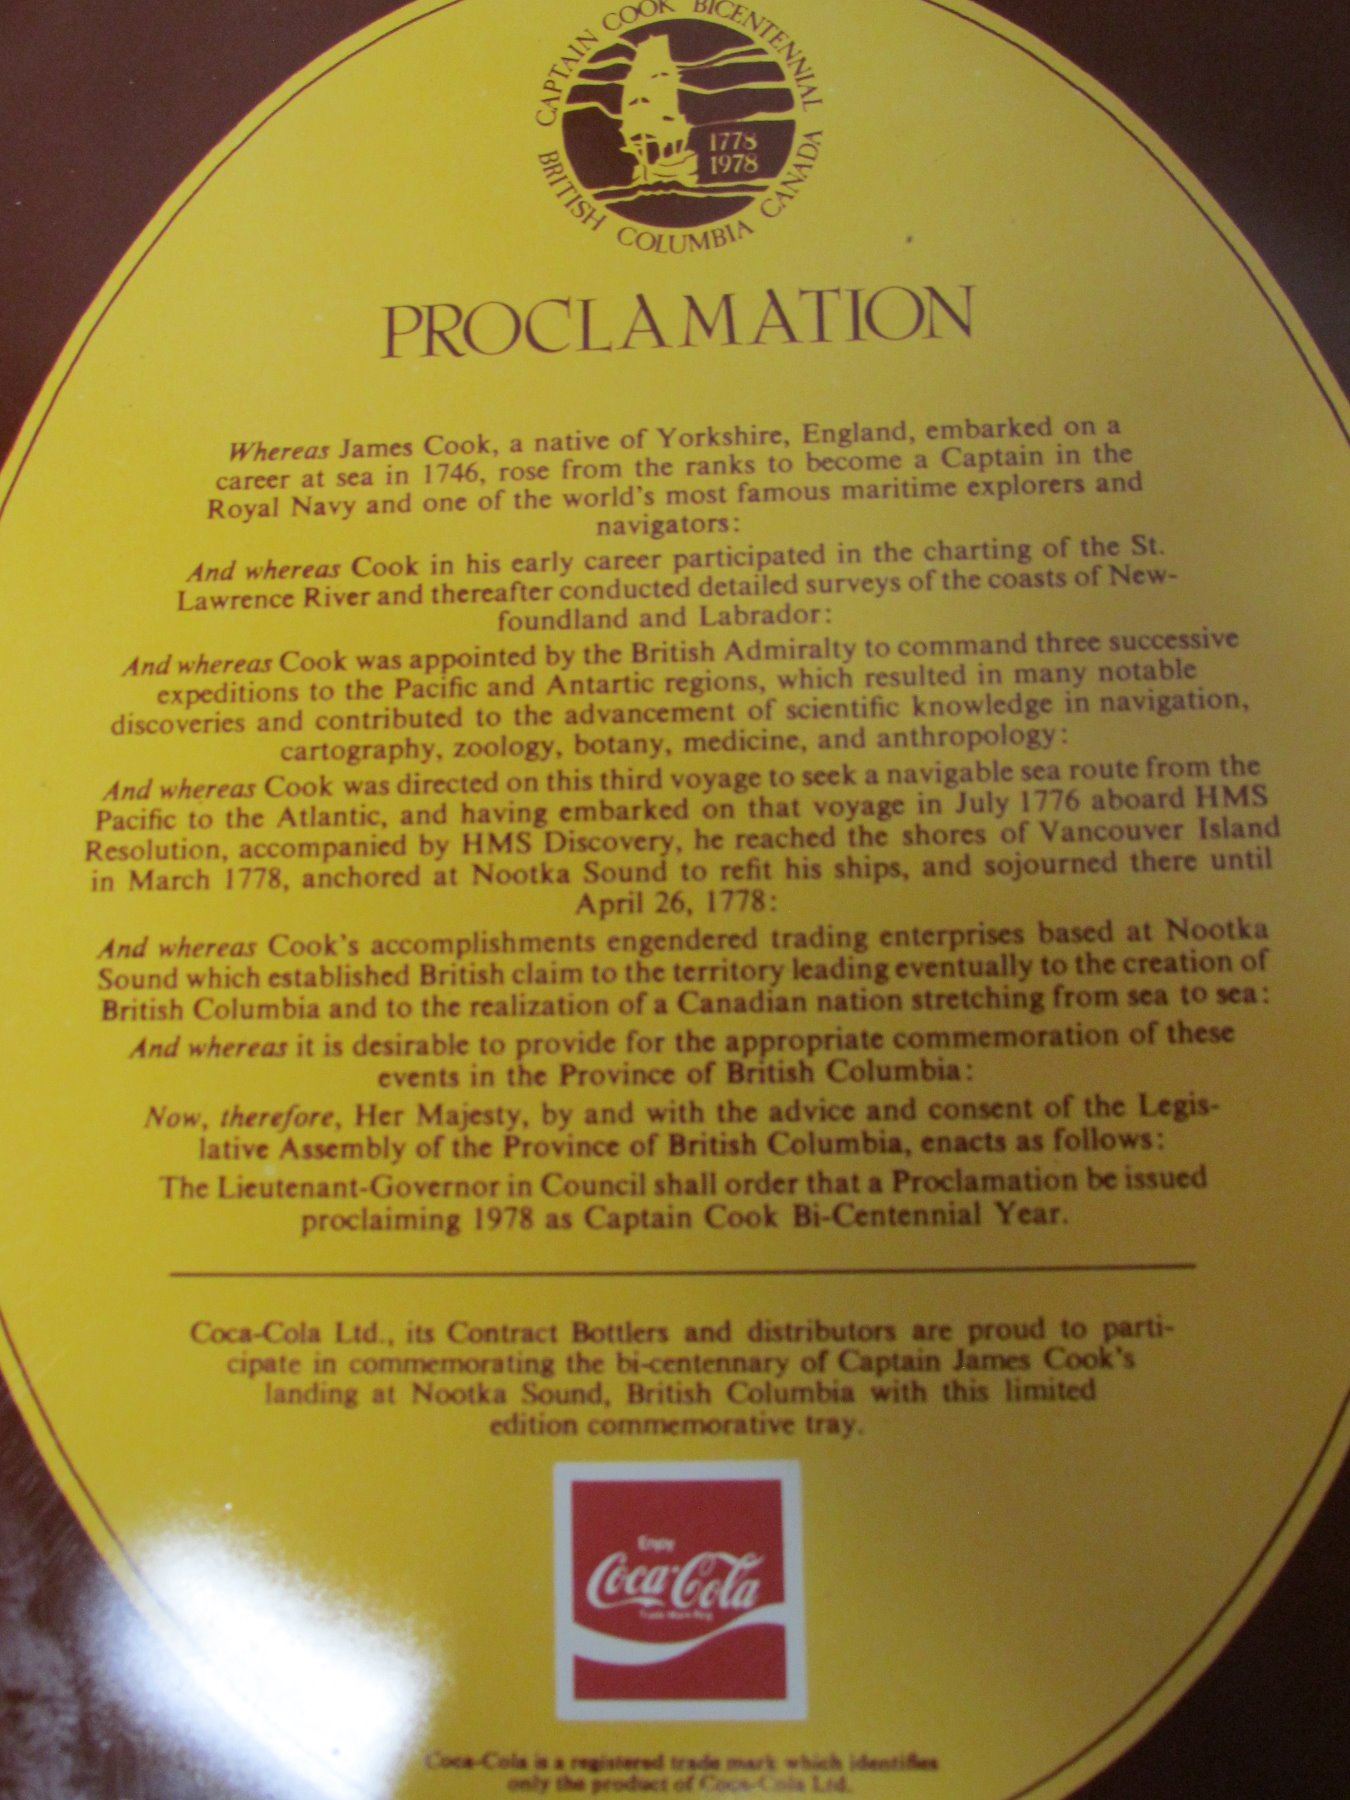 CAPTAIN COOK BICENTENNIAL
1778
1978
BRITISH COLUMBIA CANADA
PROCLAMATION
Whereas James Cook, a native of Yorkshire, England, embarked on a
career at sea in 1746, rose from the ranks to become a Captain in the
Royal Navy and one of the world's most famous maritime explorers and
navigators:
And whereas Cook in his early career participated in the charting of the St.
Lawrence River and thereafter conducted detailed surveys of the coasts of New-
foundland and Labrador:
And whereas Cook was appointed by the British Admiralty to command three successive
expeditions to the Pacific and Antartic regions, which resulted in many notable
discoveries and contributed to the advancement of scientific knowledge in navigation,
cartography, zoology, botany, medicine, and anthropology:
And whereas Cook was directed on this third voyage to seek a navigable sea route from the
Pacific to the Atlantic, and having embarked on that voyage in July 1776 aboard HMS
Resolution, accompanied by HMS Discovery, he reached the shores of Vancouver Island
in March 1778, anchored at Nootka Sound to refit his ships, and sojourned there until
April 26, 1778:
And whereas Cook's accomplishments engendered trading enterprises based at Nootka
Sound which established British claim to the territory leading eventually to the creation of
British Columbia and to the realization of a Canadian nation stretching from sea to sea:
And whereas it is desirable to provide for the appropriate commemoration of these
events in the Province of British Columbia:
Now, therefore, Her Majesty, by and with the advice and consent of the Legis-
lative Assembly of the Province of British Columbia, enacts as follows:
The Lieutenant-Governor in Council shall order that a Proclamation be issued
proclaiming 1978 as Captain Cook Bi-Centennial Year.
Coca-Cola Ltd., its Contract Bottlers and distributors are proud to parti-
cipate in commemorating the bi-centennary of Captain James Cook's
landing at Nootka Sound, British Columbia with this limited
edition commemorative tray.
Enjoy
Coca-Cola
Trade Mark Reg.
Coca-Cola is a registered trade mark which identifies
only the product of Coca-Cola Ltd.